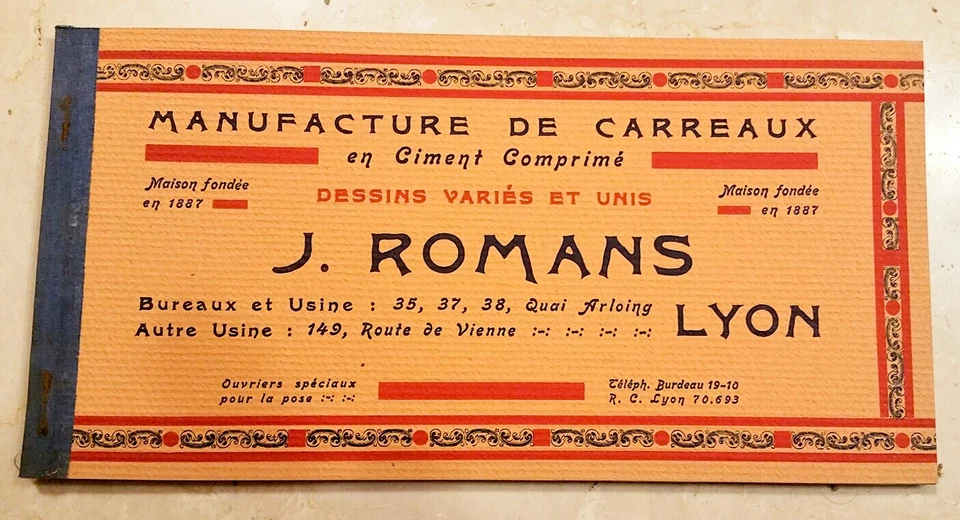 MANUFACTURE DE CARREAUX
en Ciment Comprimé
Maison fondée
en 1887
DESSINS VARIÉS ET UNIS
Maison fondée
en 1887
J. ROMANS
Bureaux et Usine : 35, 37, 38, Quai Arloing
Autre Usine : 149, Route de Vienne :-: :-: :-: :-:
LYON
Ouvriers spéciaux
pour la pose :-: :-:
Téléph. Burdeau 19-10
R. C. Lyon 70.693